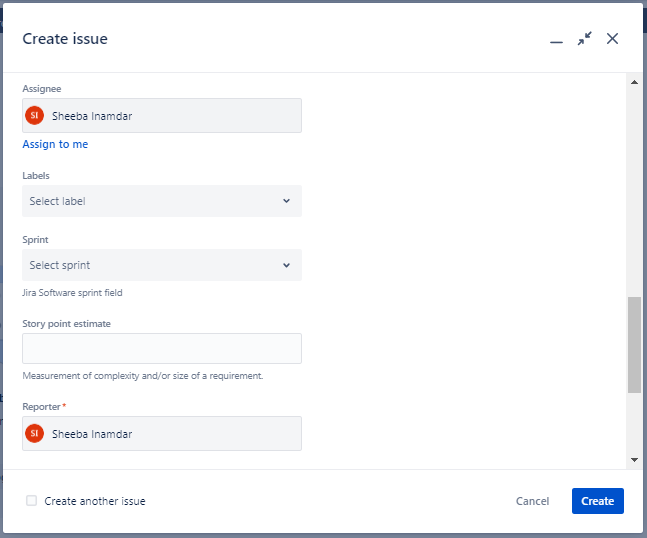 Create issue
Assignee
SI Sheeba Inamdar
Assign to me
Labels
Select label
Sprint
Select sprint
Jira Software sprint field
Story point estimate
Measurement of complexity and/or size of a requirement.
Reporter *
SI Sheeba Inamdar
Create another issue
Cancel
Create